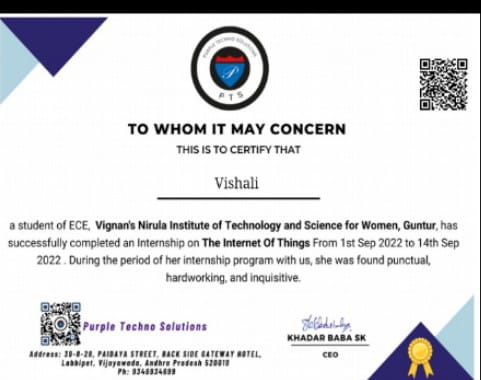 PURPLE TECHNO SOLUTIONS
P
PTS
TO WHOM IT MAY CONCERN
THIS IS TO CERTIFY THAT
Vishali
a student of ECE, Vignan's Nirula Institute of Technology and Science for Women, Guntur, has
successfully completed an Internship on The Internet Of Things From 1st Sep 2022 to 14th Sep
2022 . During the period of her internship program with us, she was found punctual,
hardworking, and inquisitive.
Purple Techno Solutions
KHADAR BABA SK
CEO
Address: 39-8-28, PAIBAYA STREET, BACK SIDE GATEWAY HOTEL,
Labbipet, Vijayawada, Andhra Pradesh 520010
Ph: 9346934699